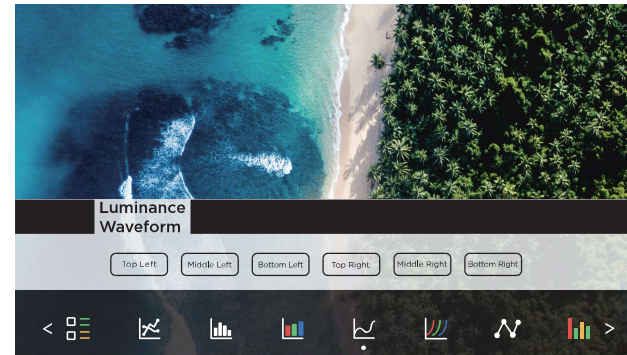 Luminance
Waveform
Top Left Middle Left Bottom Left Top Right Middle Right Bottom Right
< >